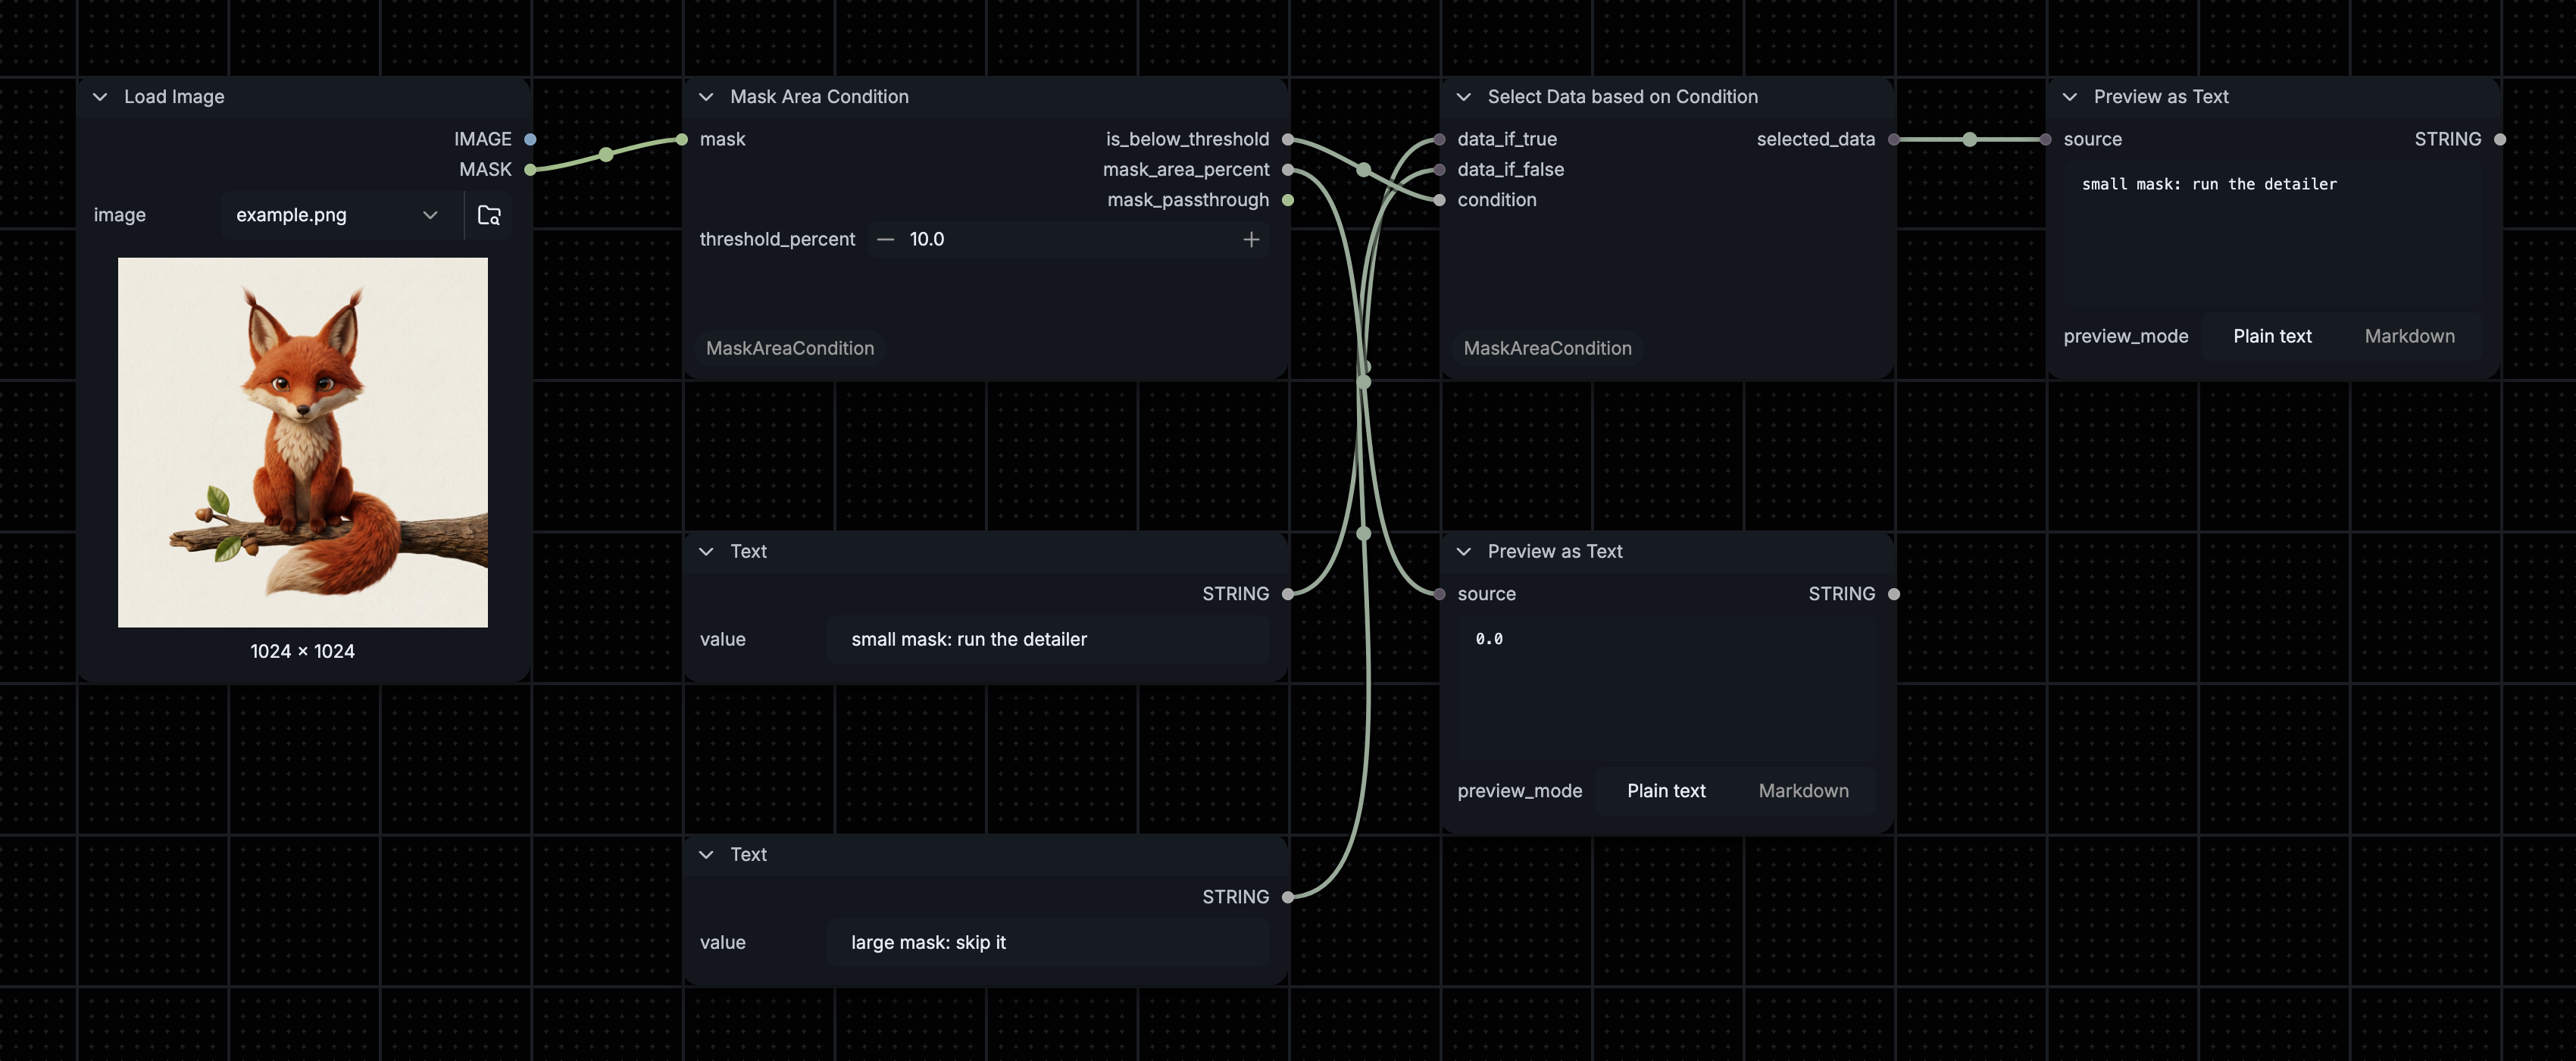 Load Image
IMAGE
MASK
image
example.png
1024 × 1024
Mask Area Condition
mask
is_below_threshold
mask_area_percent
mask_passthrough
threshold_percent
10.0
MaskAreaCondition
Select Data based on Condition
data_if_true
selected_data
data_if_false
condition
MaskAreaCondition
Preview as Text
source
STRING
small mask: run the detailer
preview_mode
Plain text
Markdown
Text
STRING
value
small mask: run the detailer
Preview as Text
source
STRING
0.0
preview_mode
Plain text
Markdown
Text
STRING
value
large mask: skip it